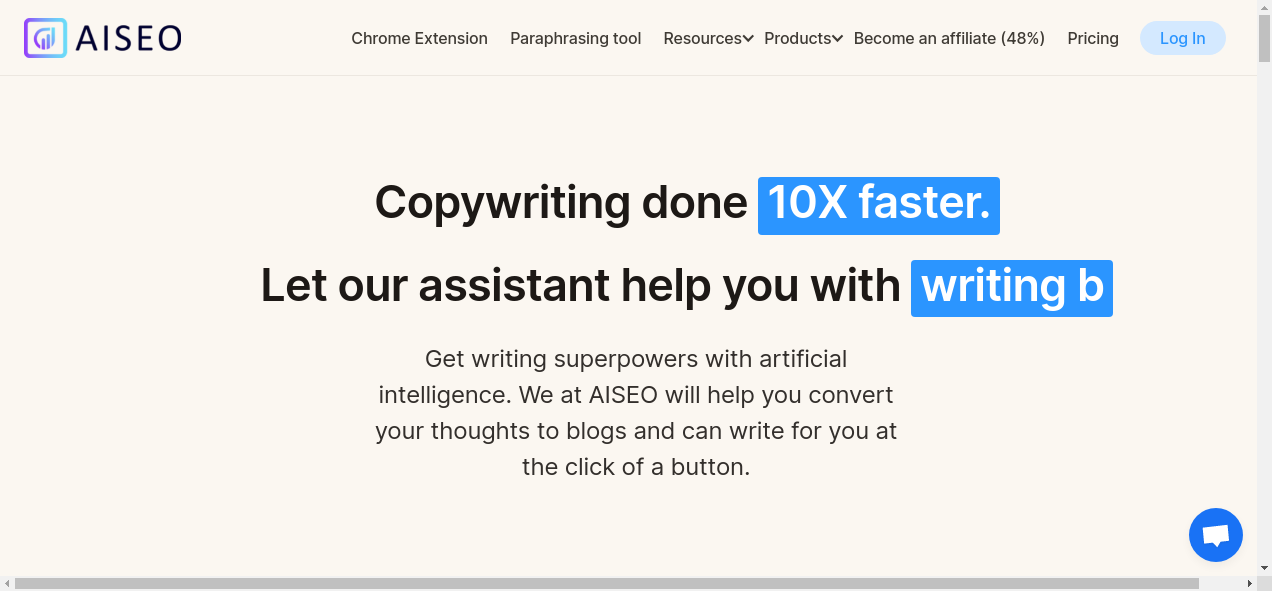 AISEO
Chrome Extension Paraphrasing tool Resources Products Become an affiliate (48%) Pricing Log In
Copywriting done 10X faster.
Let our assistant help you with writing b
Get writing superpowers with artificial
intelligence. We at AISEO will help you convert
your thoughts to blogs and can write for you at
the click of a button.